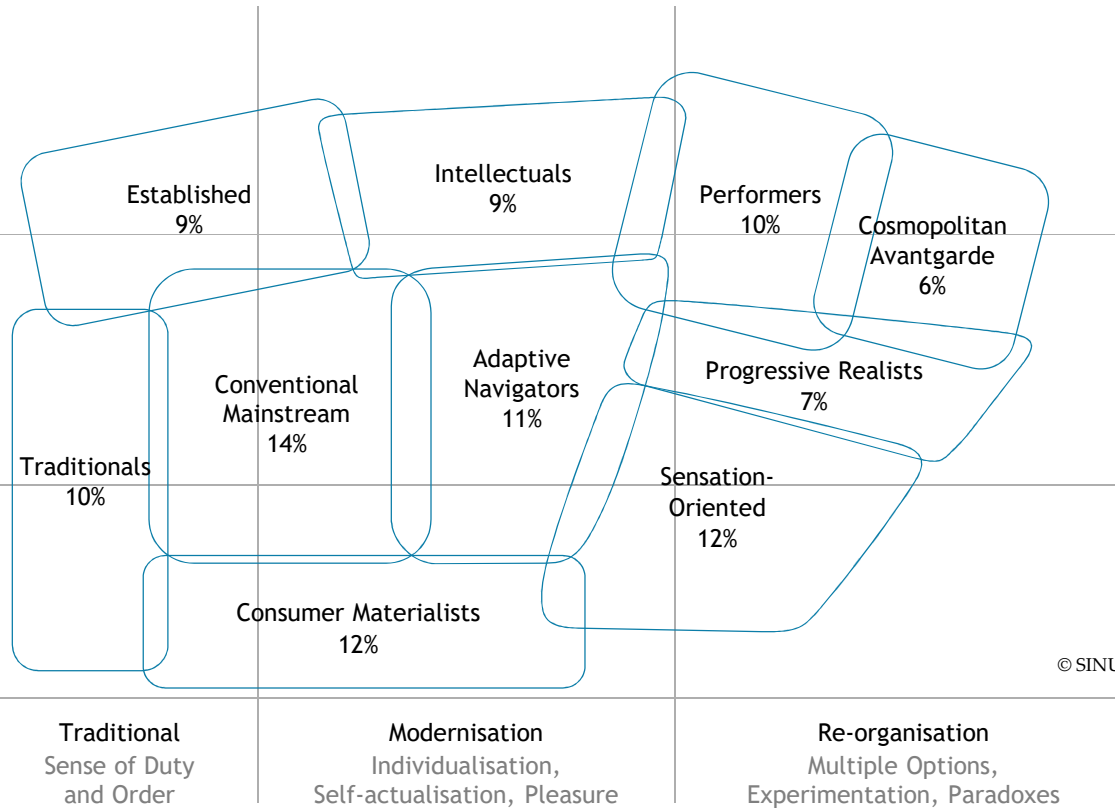 Established
9%
Intellectuals
9%
Performers
10%
Cosmopolitan
Avantgarde
6%
Conventional
Mainstream
14%
Adaptive
Navigators
11%
Progressive Realists
7%
Traditionals
10%
Sensation-
Oriented
12%
Consumer Materialists
12%
© SINU
Traditional
Sense of Duty
and Order
Modernisation
Individualisation,
Self-actualisation, Pleasure
Re-organisation
Multiple Options,
Experimentation, Paradoxes